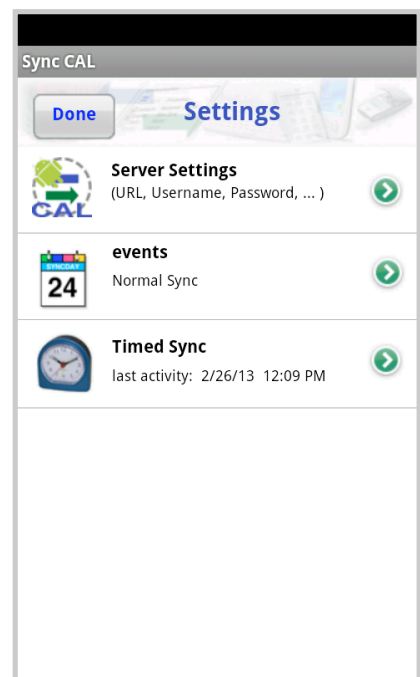 Sync CAL
Done
Settings
Server Settings
(URL, Username, Password, ... )
CAL
events
SYNCDAY
24
Normal Sync
Timed Sync
last activity: 2/26/13 12:09 PM